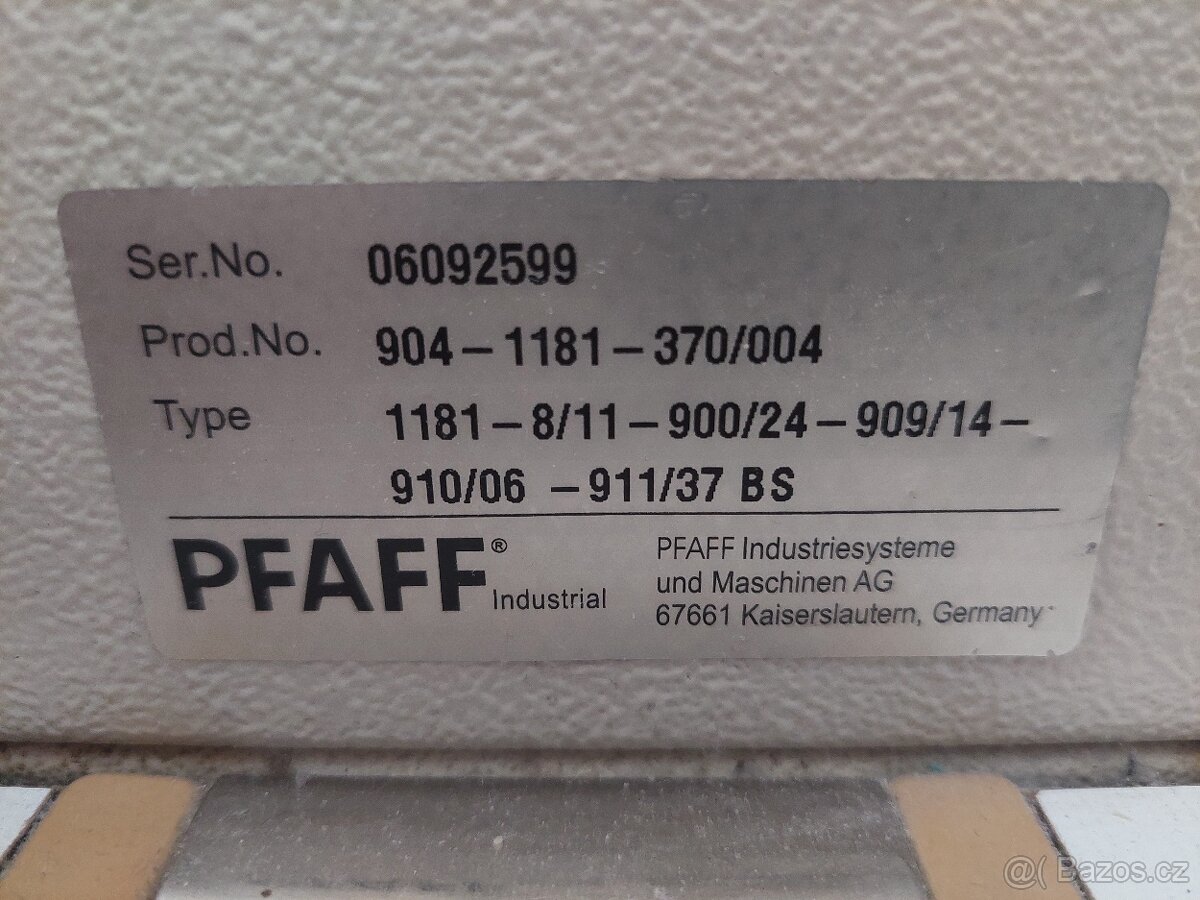 Ser.No. 06092599
Prod.No. 904-1181-370/004
Type 1181-8/11-900/24-909/14-
910/06 -911/37 BS
PFAFF® Industrial
PFAFF Industriesysteme
und Maschinen AG
67661 Kaiserslautern, Germany
@( Bazos.cz